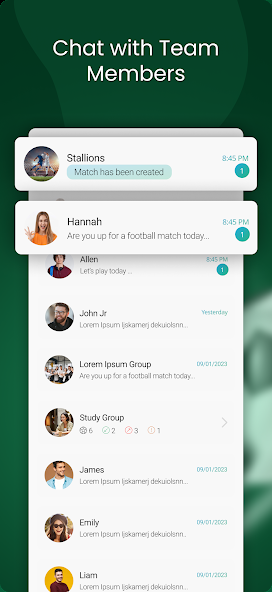 Chat with Team
Members
Stallions
8:45 PM
Match has been created
1
Hannah
8:45 PM
Are you up for a football match today...
1
Allen
8:45 PM
Let's play today ...
1
John Jr
Yesterday
Lorem Ipsum Ijskamerj dekuiolsnn..
Lorem Ipsum Group
09/01/2023
Are you up for a football match today...
Study Group
6 2 3 1
James
09/01/2023
Lorem Ipsum Ijskamerj dekuiolsnn..
Emily
09/01/2023
Lorem Ipsum Ijskamerj dekuiolsnn..
Liam
09/01/2023
Lorem Ipsum Ijskamerj dekuiolsnn..